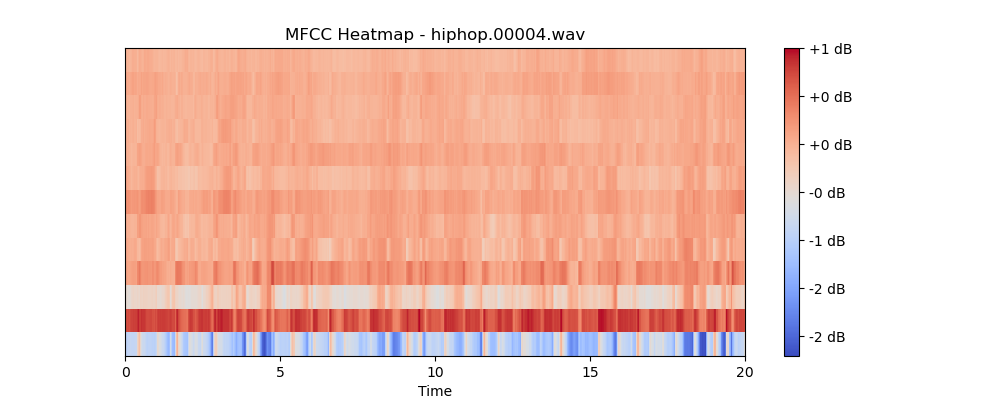 MFCC Heatmap - hiphop.00004.wav
+1 dB
+0 dB
+0 dB
-0 dB
-1 dB
-2 dB
-2 dB
0 5 10 15 20
Time